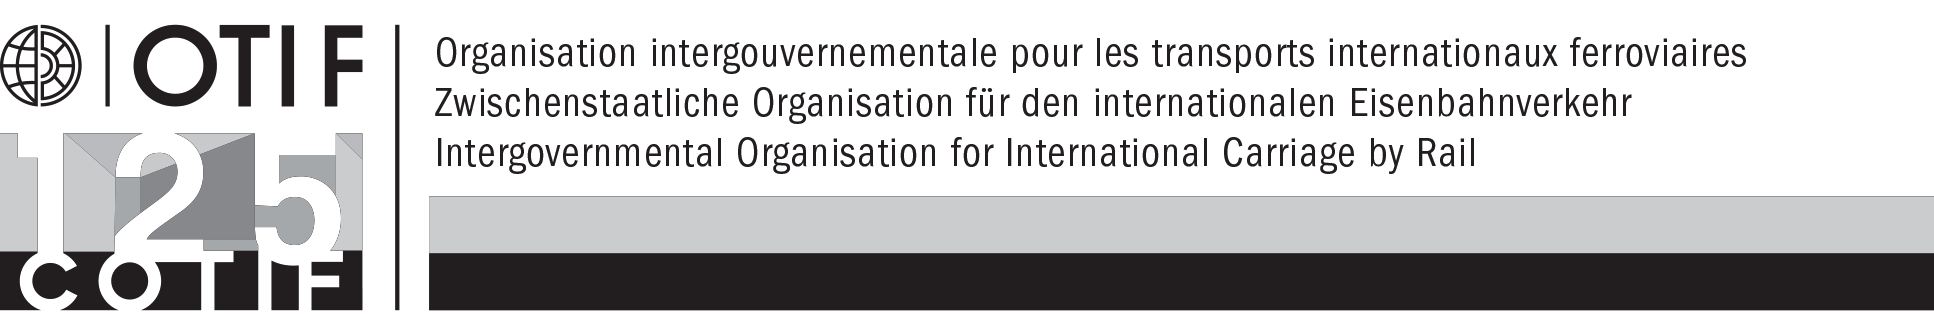 OTIF
125
COTIF
Organisation intergouvernementale pour les transports internationaux ferroviaires
Zwischenstaatliche Organisation für den internationalen Eisenbahnverkehr
Intergovernmental Organisation for International Carriage by Rail